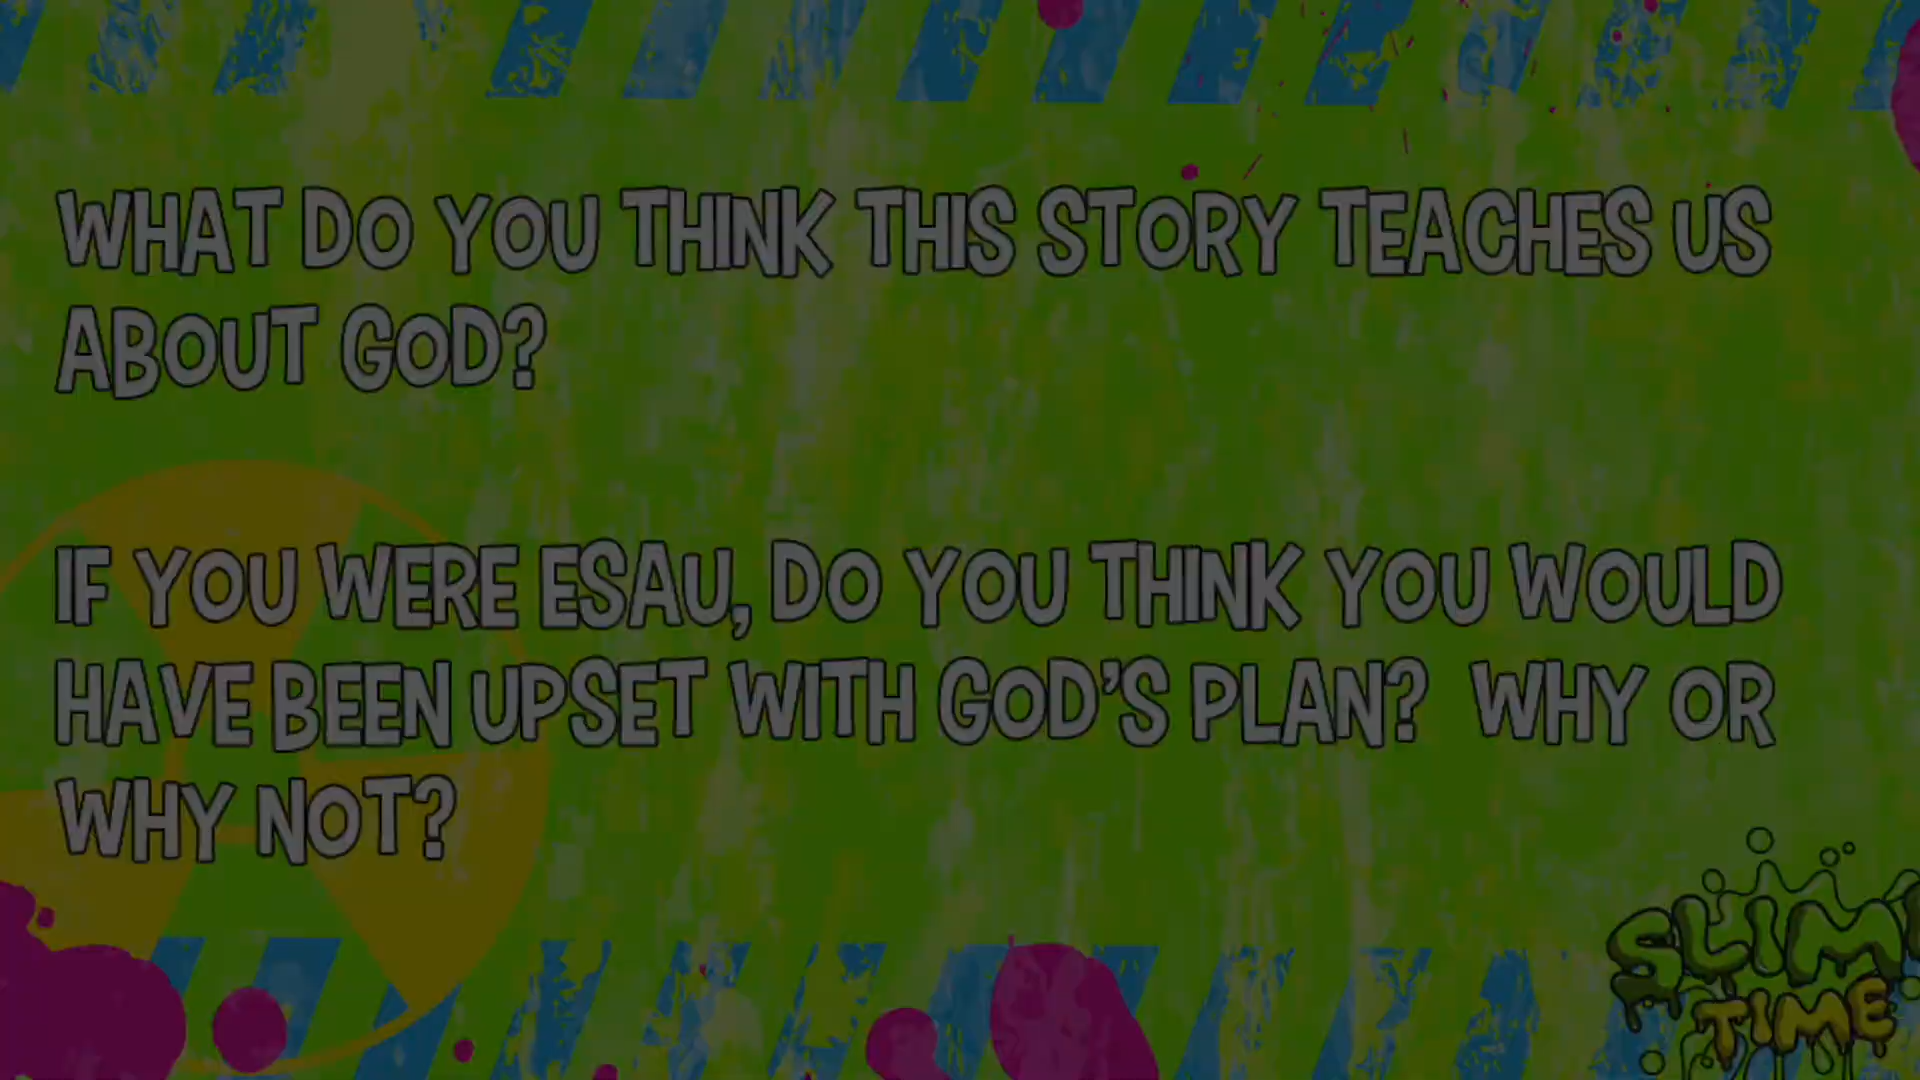 WHAT DO YOU THINK THIS STORY TEACHES US
ABOUT GOD?
IF YOU WERE ESAU, DO YOU THINK YOU WOULD
HAVE BEEN UPSET WITH GOD'S PLAN? WHY OR
WHY NOT?
SLIME
TIME